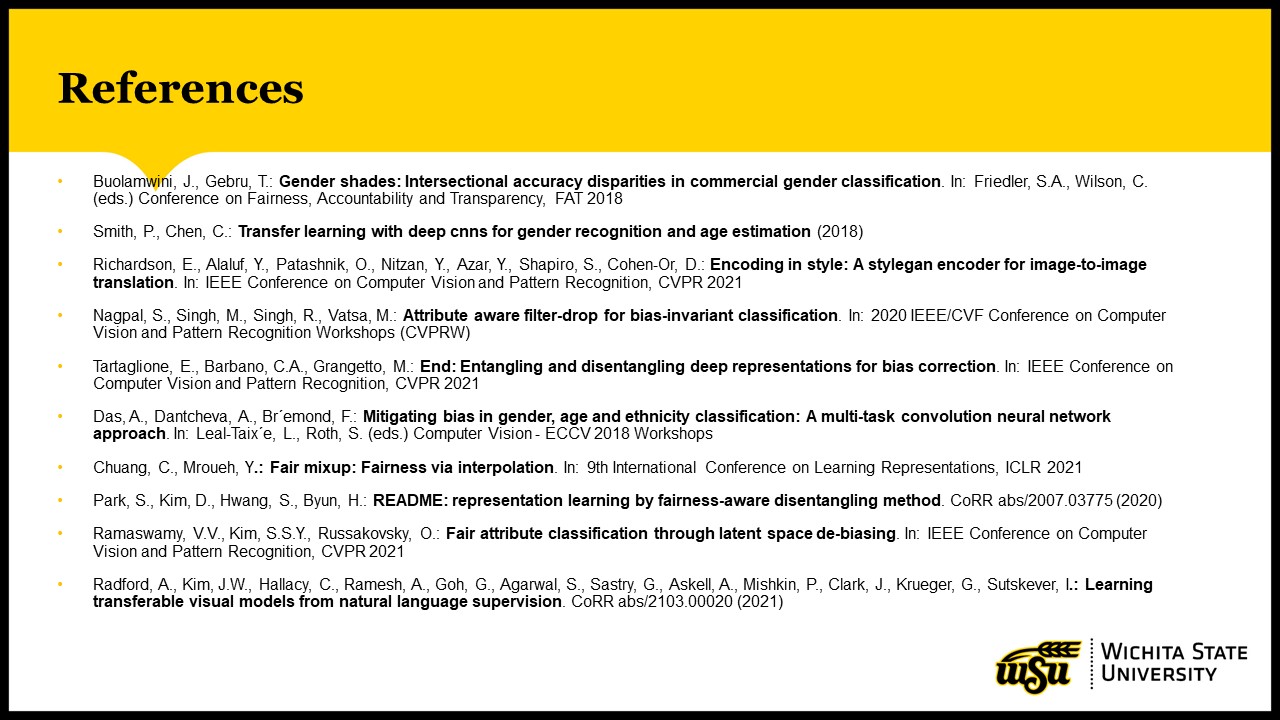 References
• Buolamwini, J., Gebru, T.: Gender shades: Intersectional accuracy disparities in commercial gender classification. In: Friedler, S.A., Wilson, C.
(eds.) Conference on Fairness, Accountability and Transparency, FAT 2018
• Smith, P., Chen, C.: Transfer learning with deep cnns for gender recognition and age estimation (2018)
• Richardson, E., Alaluf, Y., Patashnik, O., Nitzan, Y., Azar, Y., Shapiro, S., Cohen-Or, D.: Encoding in style: A stylegan encoder for image-to-image
translation. In: IEEE Conference on Computer Vision and Pattern Recognition, CVPR 2021
• Nagpal, S., Singh, M., Singh, R., Vatsa, M.: Attribute aware filter-drop for bias-invariant classification. In: 2020 IEEE/CVF Conference on Computer
Vision and Pattern Recognition Workshops (CVPRW)
• Tartaglione, E., Barbano, C.A., Grangetto, M.: End: Entangling and disentangling deep representations for bias correction. In: IEEE Conference on
Computer Vision and Pattern Recognition, CVPR 2021
• Das, A., Dantcheva, A., Br´emond, F.: Mitigating bias in gender, age and ethnicity classification: A multi-task convolution neural network
approach. In: Leal-Taix´e, L., Roth, S. (eds.) Computer Vision - ECCV 2018 Workshops
• Chuang, C., Mroueh, Y.: Fair mixup: Fairness via interpolation. In: 9th International Conference on Learning Representations, ICLR 2021
• Park, S., Kim, D., Hwang, S., Byun, H.: README: representation learning by fairness-aware disentangling method. CoRR abs/2007.03775 (2020)
• Ramaswamy, V.V., Kim, S.S.Y., Russakovsky, O.: Fair attribute classification through latent space de-biasing. In: IEEE Conference on Computer
Vision and Pattern Recognition, CVPR 2021
• Radford, A., Kim, J.W., Hallacy, C., Ramesh, A., Goh, G., Agarwal, S., Sastry, G., Askell, A., Mishkin, P., Clark, J., Krueger, G., Sutskever, I.: Learning
transferable visual models from natural language supervision. CoRR abs/2103.00020 (2021)
WSU
WICHITA STATE
UNIVERSITY